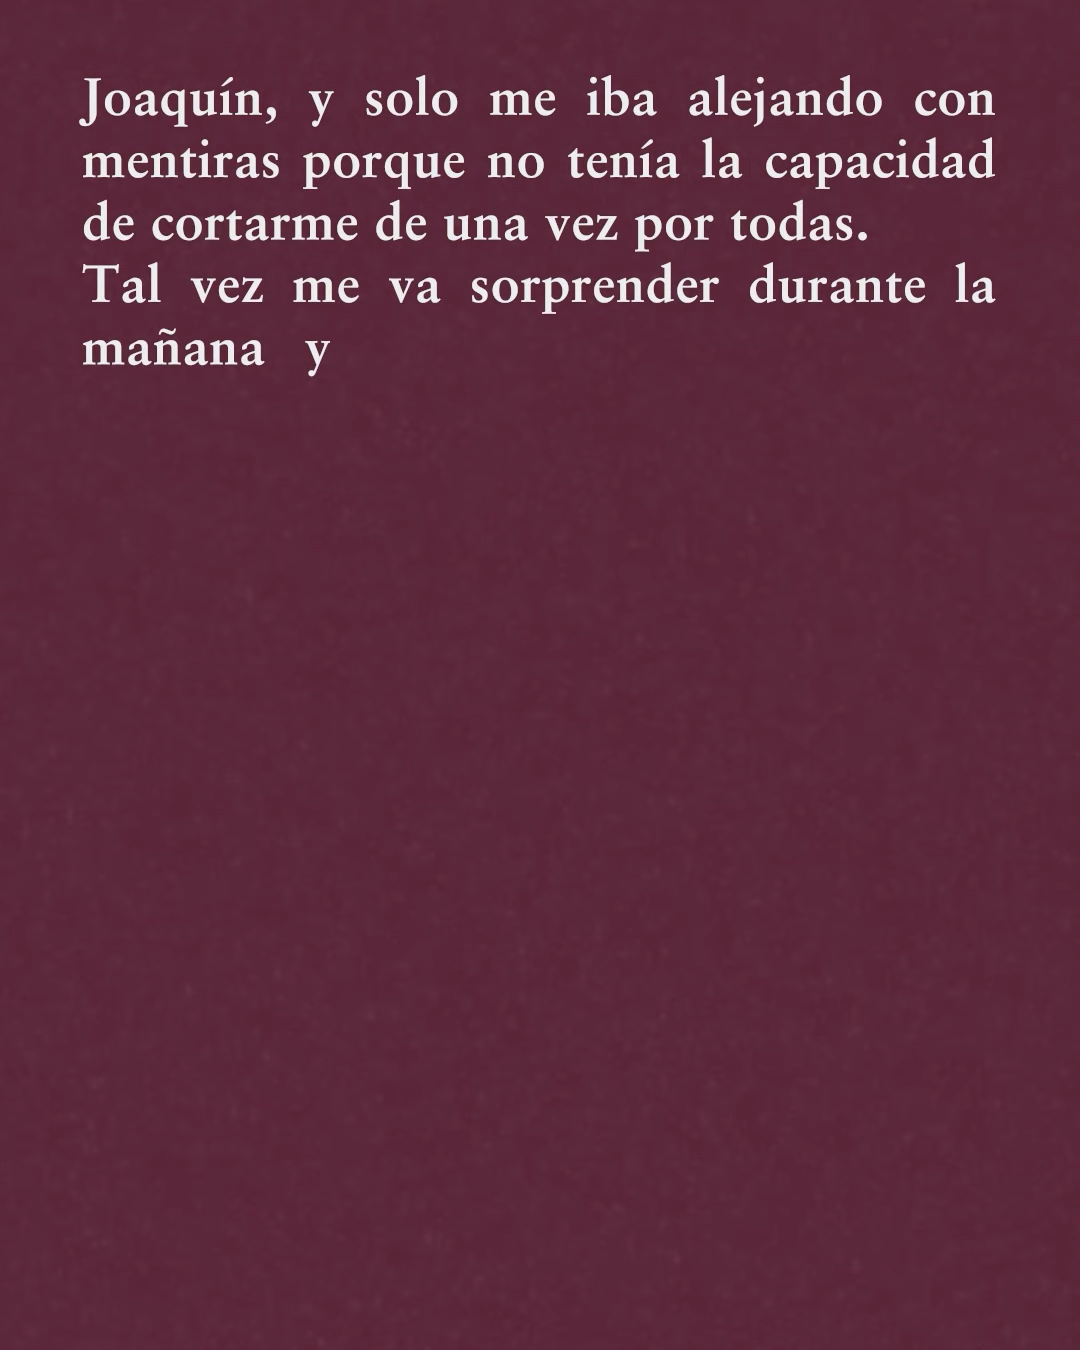 Joaquín, y solo me iba alejando con
mentiras porque no tenía la capacidad
de cortarme de una vez por todas.
Tal vez me va sorprender durante la
mañana y